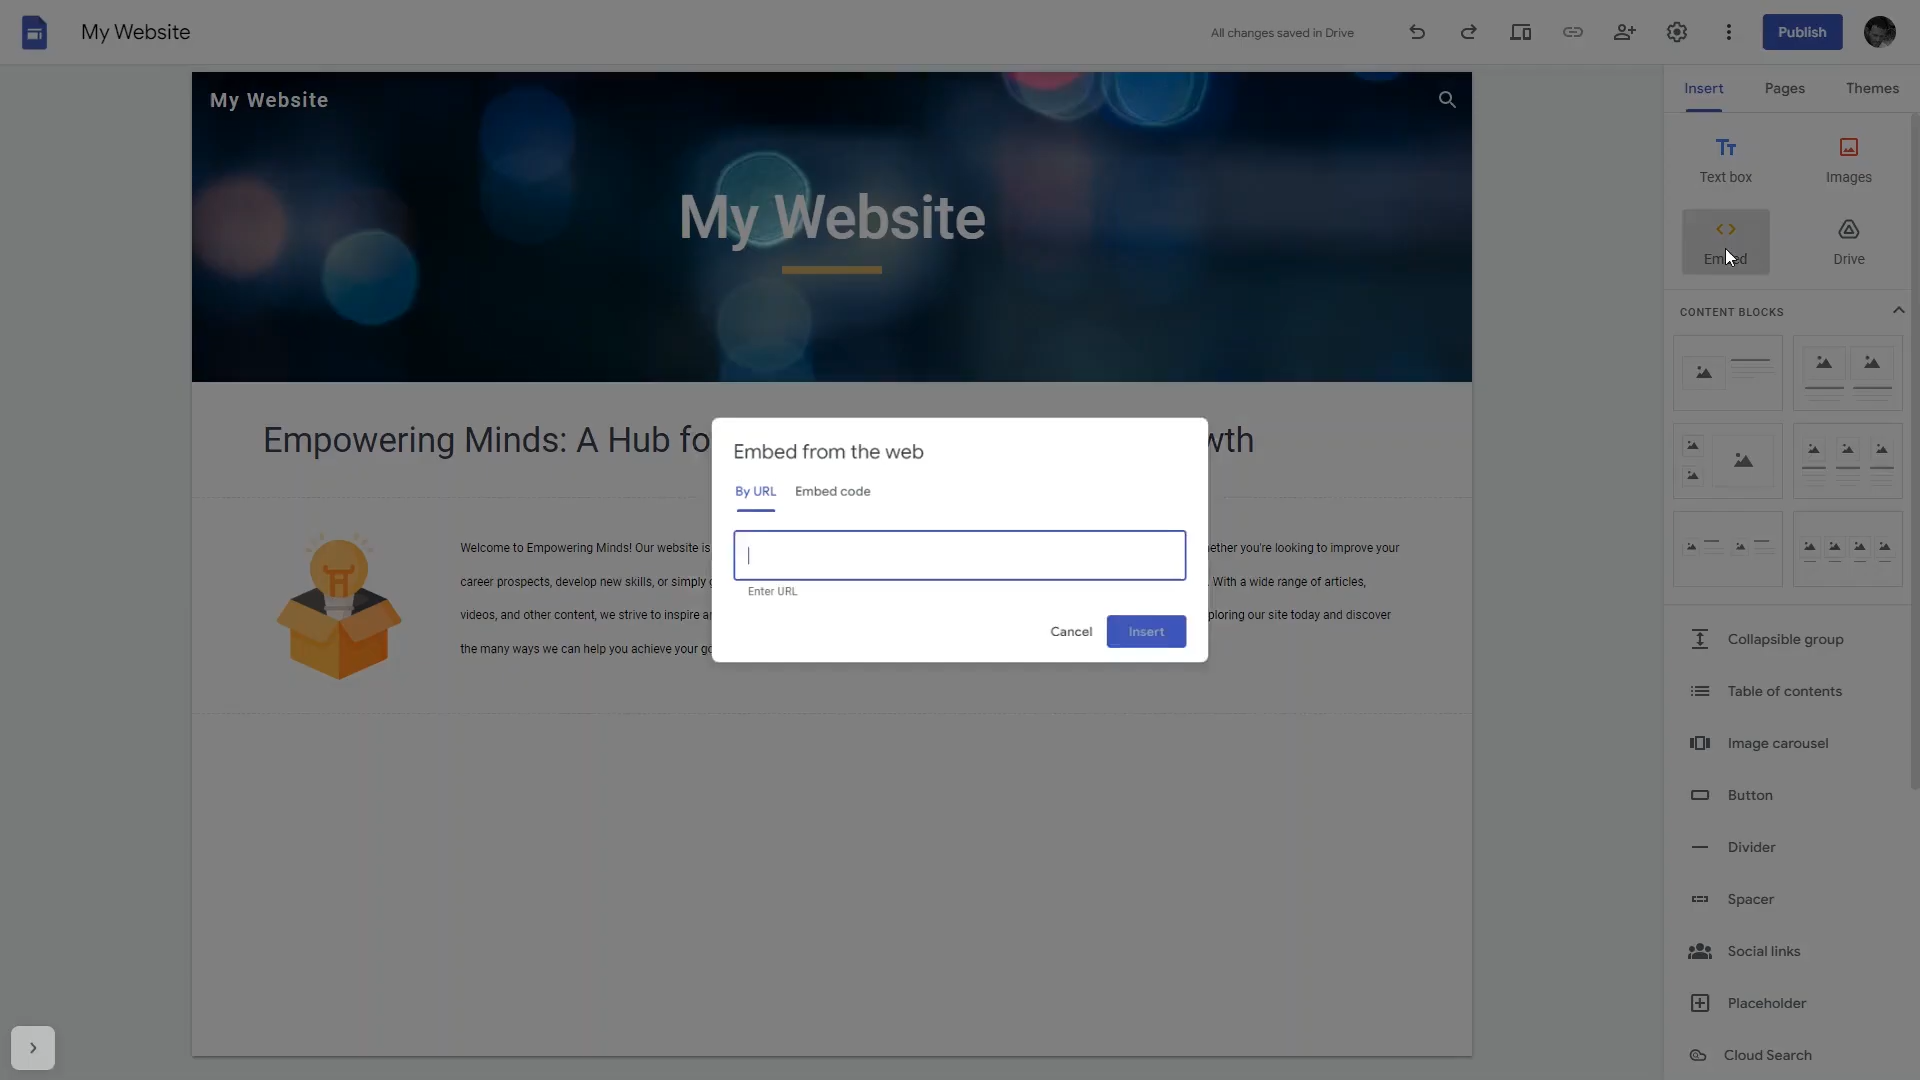 My Website
All changes saved in Drive
Publish
Insert
Pages
Themes
My Website
My Website
Text box
Images
Embed
Drive
CONTENT BLOCKS
Empowering Minds: A Hub fo
wth
Embed from the web
By URL
Embed code
Enter URL
Cancel
Insert
Welcome to Empowering Minds! Our website is
ether you're looking to improve your
career prospects, develop new skills, or simply
With a wide range of articles,
videos, and other content, we strive to inspire
ploring our site today and discover
the many ways we can help you achieve your
Collapsible group
Table of contents
Image carousel
Button
Divider
Spacer
Social links
Placeholder
Cloud Search